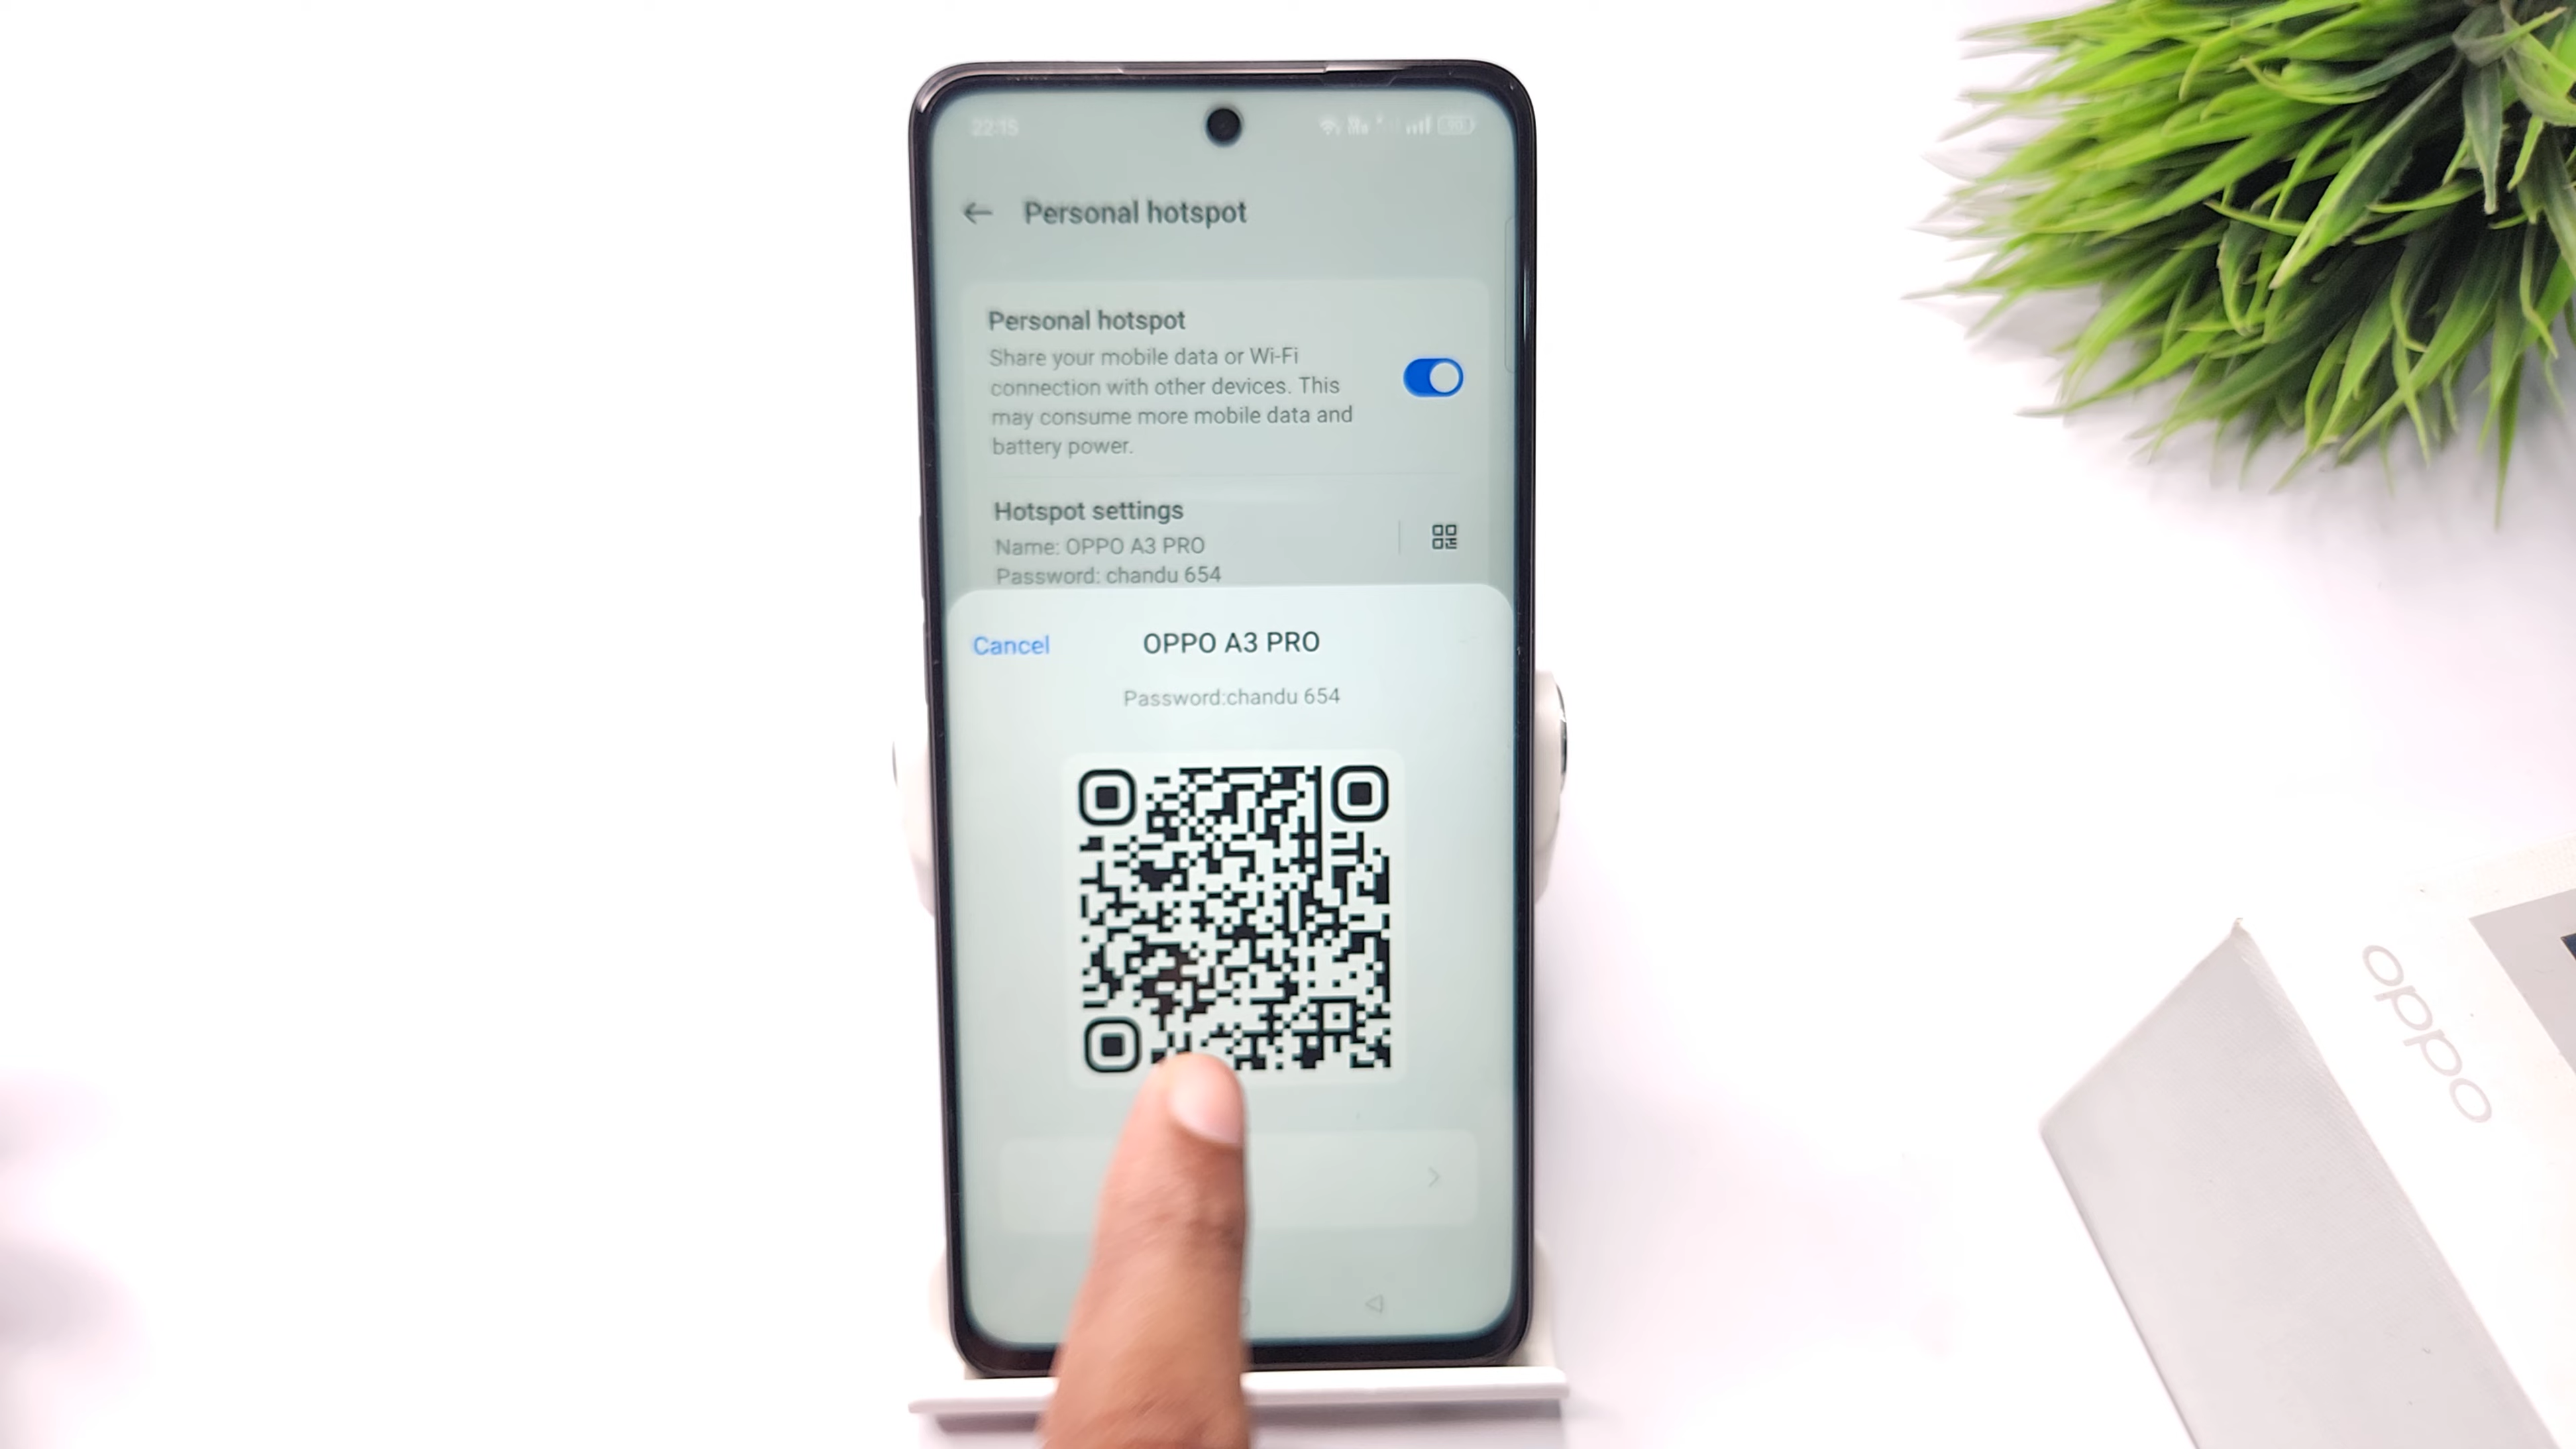 22:15
Personal hotspot
Personal hotspot
Share your mobile data or Wi-Fi
connection with other devices. This
may consume more mobile data and
battery power.
Hotspot settings
Name: OPPO A3 PRO
Password: chandu 654
Cancel
OPPO A3 PRO
Password:chandu 654
oppo